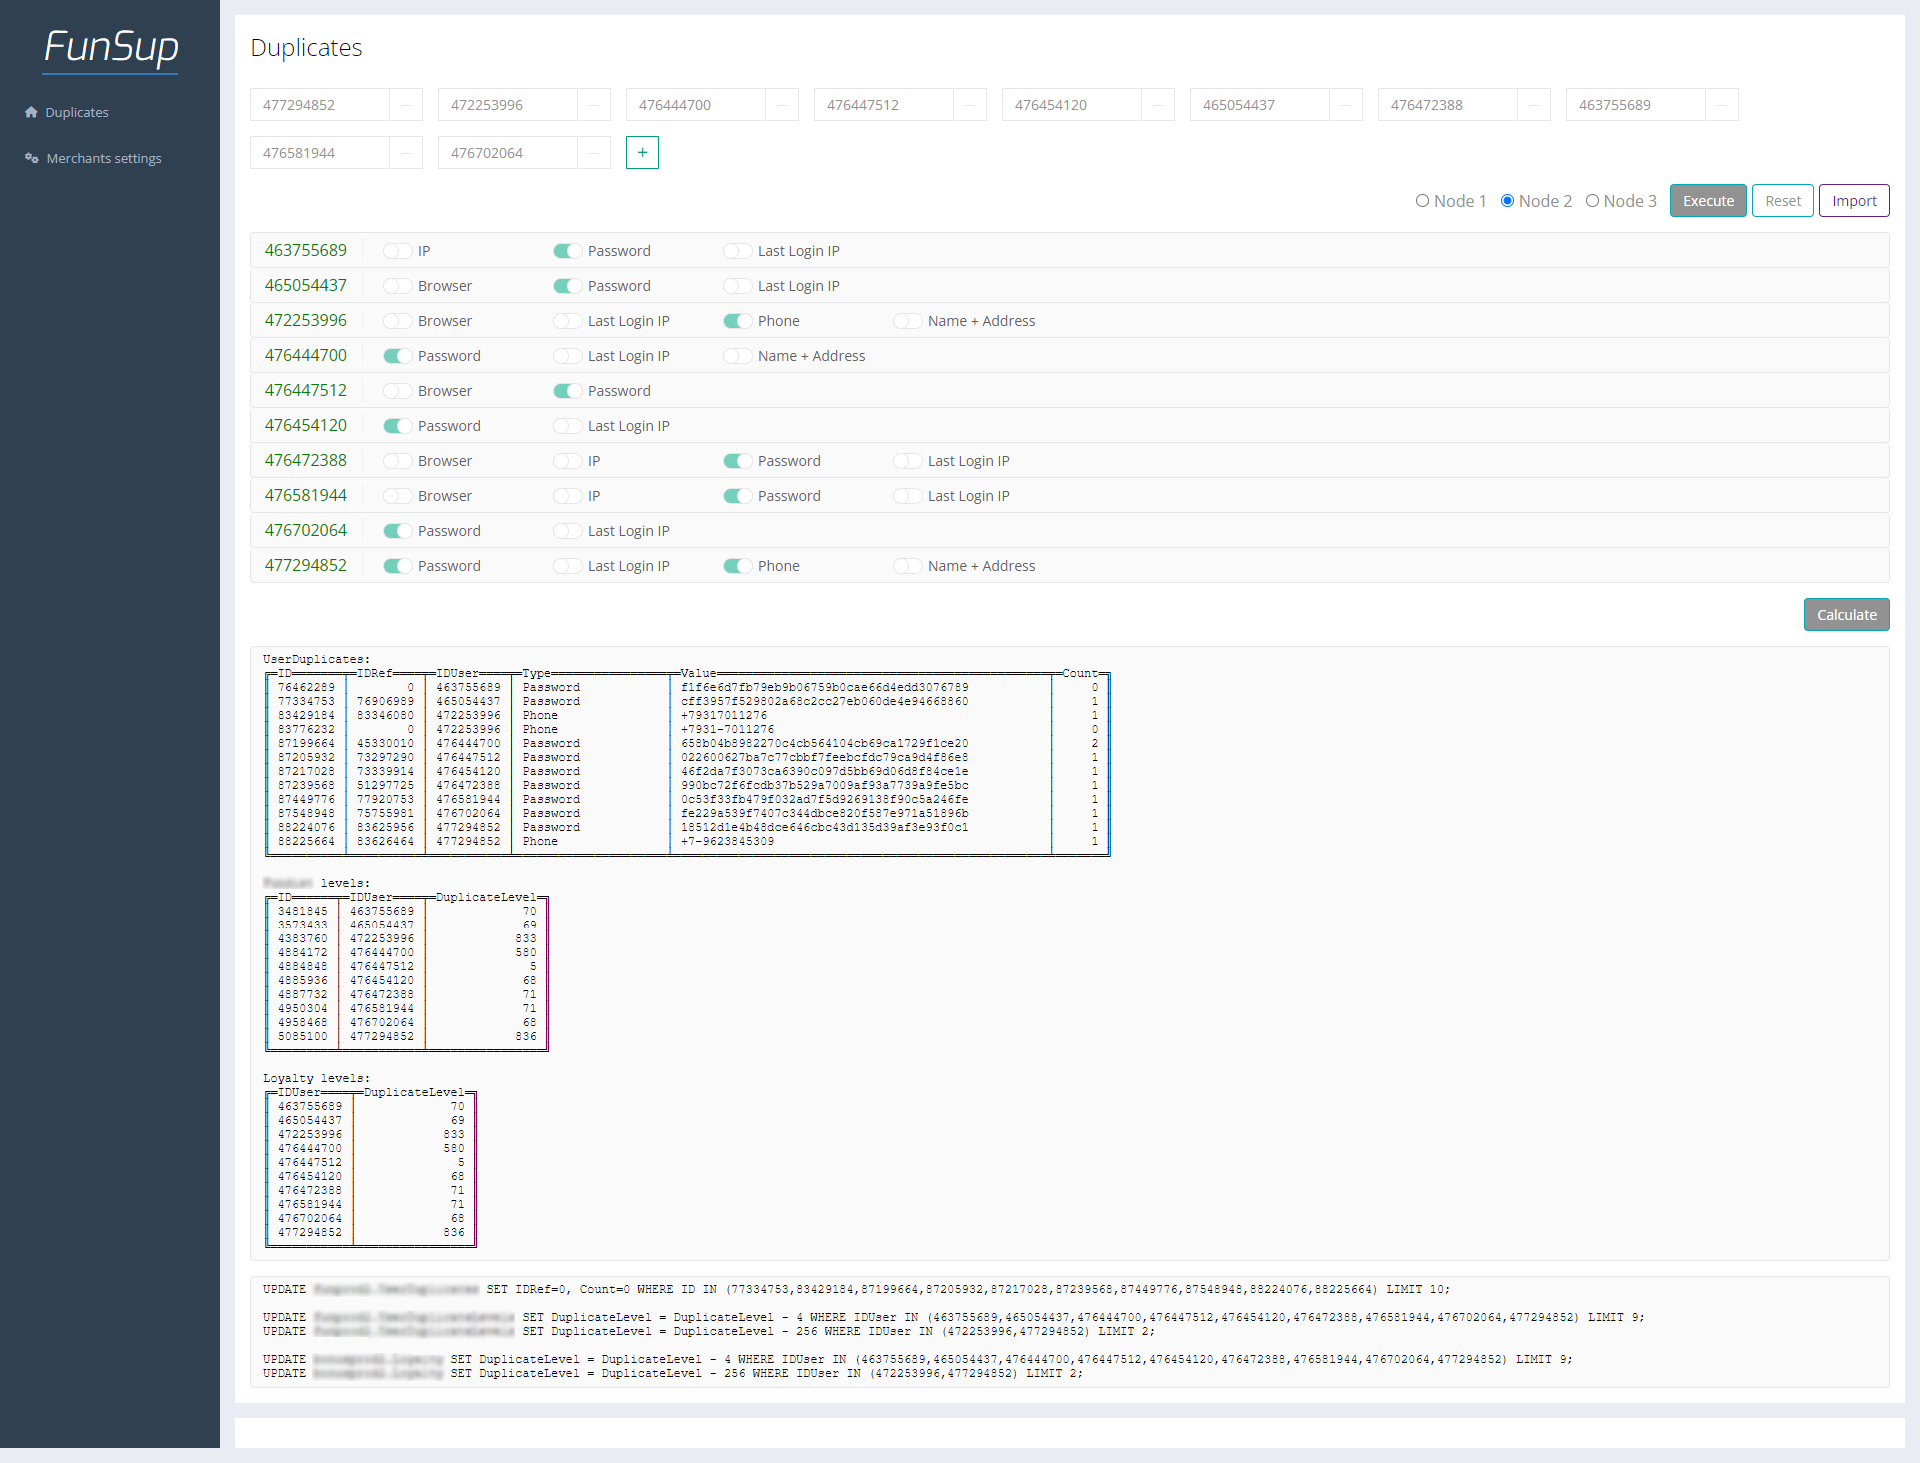 FunSup
Duplicates
Merchants settings
Duplicates
477294852 472253996 476444700 476447512 476454120 465054437 476472388 463755689
476581944 476702064 +
Node 1 Node 2 Node 3 Execute Reset Import
463755689 IP Password Last Login IP
465054437 Browser Password Last Login IP
472253996 Browser Last Login IP Phone Name + Address
476444700 Password Last Login IP Name + Address
476447512 Browser Password
476454120 Password Last Login IP
476472388 Browser IP Password Last Login IP
476581944 Browser IP Password Last Login IP
476702064 Password Last Login IP
477294852 Password Last Login IP Phone Name + Address
Calculate
UserDuplicates:
ID IDRef IDUser Type Value Count
76462289 0 463755689 Password f1f6e6d7fb79eb9b06759b0cae66d4edd3076789 0
77334753 76906989 465054437 Password cff3957f529802a68c2cc27eb060de4e94668860 1
83429184 83346080 472253996 Phone +79317011276 1
83776232 0 472253996 Phone +7931-7011276 0
87199664 45330010 476444700 Password 658b04b8982270c4cb564104cb69ca1729f1ce20 2
87205932 73297290 476447512 Password 022600627ba7c77cbbf7feebcfdc79ca9d4f86e8 1
87217028 73339914 476454120 Password 46f2da7f3073ca6390c097d5bb69d06d8f84ce1e 1
87239568 51297725 476472388 Password 990bc72f6fcdb37b529a7009af93a7739a9fe5bc 1
87449776 77920753 476581944 Password 0c53f33fb479f032ad7f5d9269138f90c5a246fe 1
87548948 75755981 476702064 Password fe229a539f7407c344dbce820f587e971a51896b 1
88224076 83625956 477294852 Password 18512d1e4b48dce646cbc43d135d39af3e93f0c1 1
88225664 83626464 477294852 Phone +7-9623845309 1
levels:
ID IDUser DuplicateLevel
3481845 463755689 70
3573433 465054437 69
4383760 472253996 833
4884172 476444700 580
4884848 476447512 5
4885936 476454120 68
4887732 476472388 71
4950304 476581944 71
4958468 476702064 68
5085100 477294852 836
Loyalty levels:
IDUser DuplicateLevel
463755689 70
465054437 69
472253996 833
476444700 580
476447512 5
476454120 68
476472388 71
476581944 71
476702064 68
477294852 836
UPDATE SET IDRef=0, Count=0 WHERE ID IN (77334753,83429184,87199664,87205932,87217028,87239568,87449776,87548948,88224076,88225664) LIMIT 10;
UPDATE SET DuplicateLevel = DuplicateLevel - 4 WHERE IDUser IN (463755689,465054437,476444700,476447512,476454120,476472388,476581944,476702064,477294852) LIMIT 9;
UPDATE SET DuplicateLevel = DuplicateLevel - 256 WHERE IDUser IN (472253996,477294852) LIMIT 2;
UPDATE SET DuplicateLevel = DuplicateLevel - 4 WHERE IDUser IN (463755689,465054437,476444700,476447512,476454120,476472388,476581944,476702064,477294852) LIMIT 9;
UPDATE SET DuplicateLevel = DuplicateLevel - 256 WHERE IDUser IN (472253996,477294852) LIMIT 2;